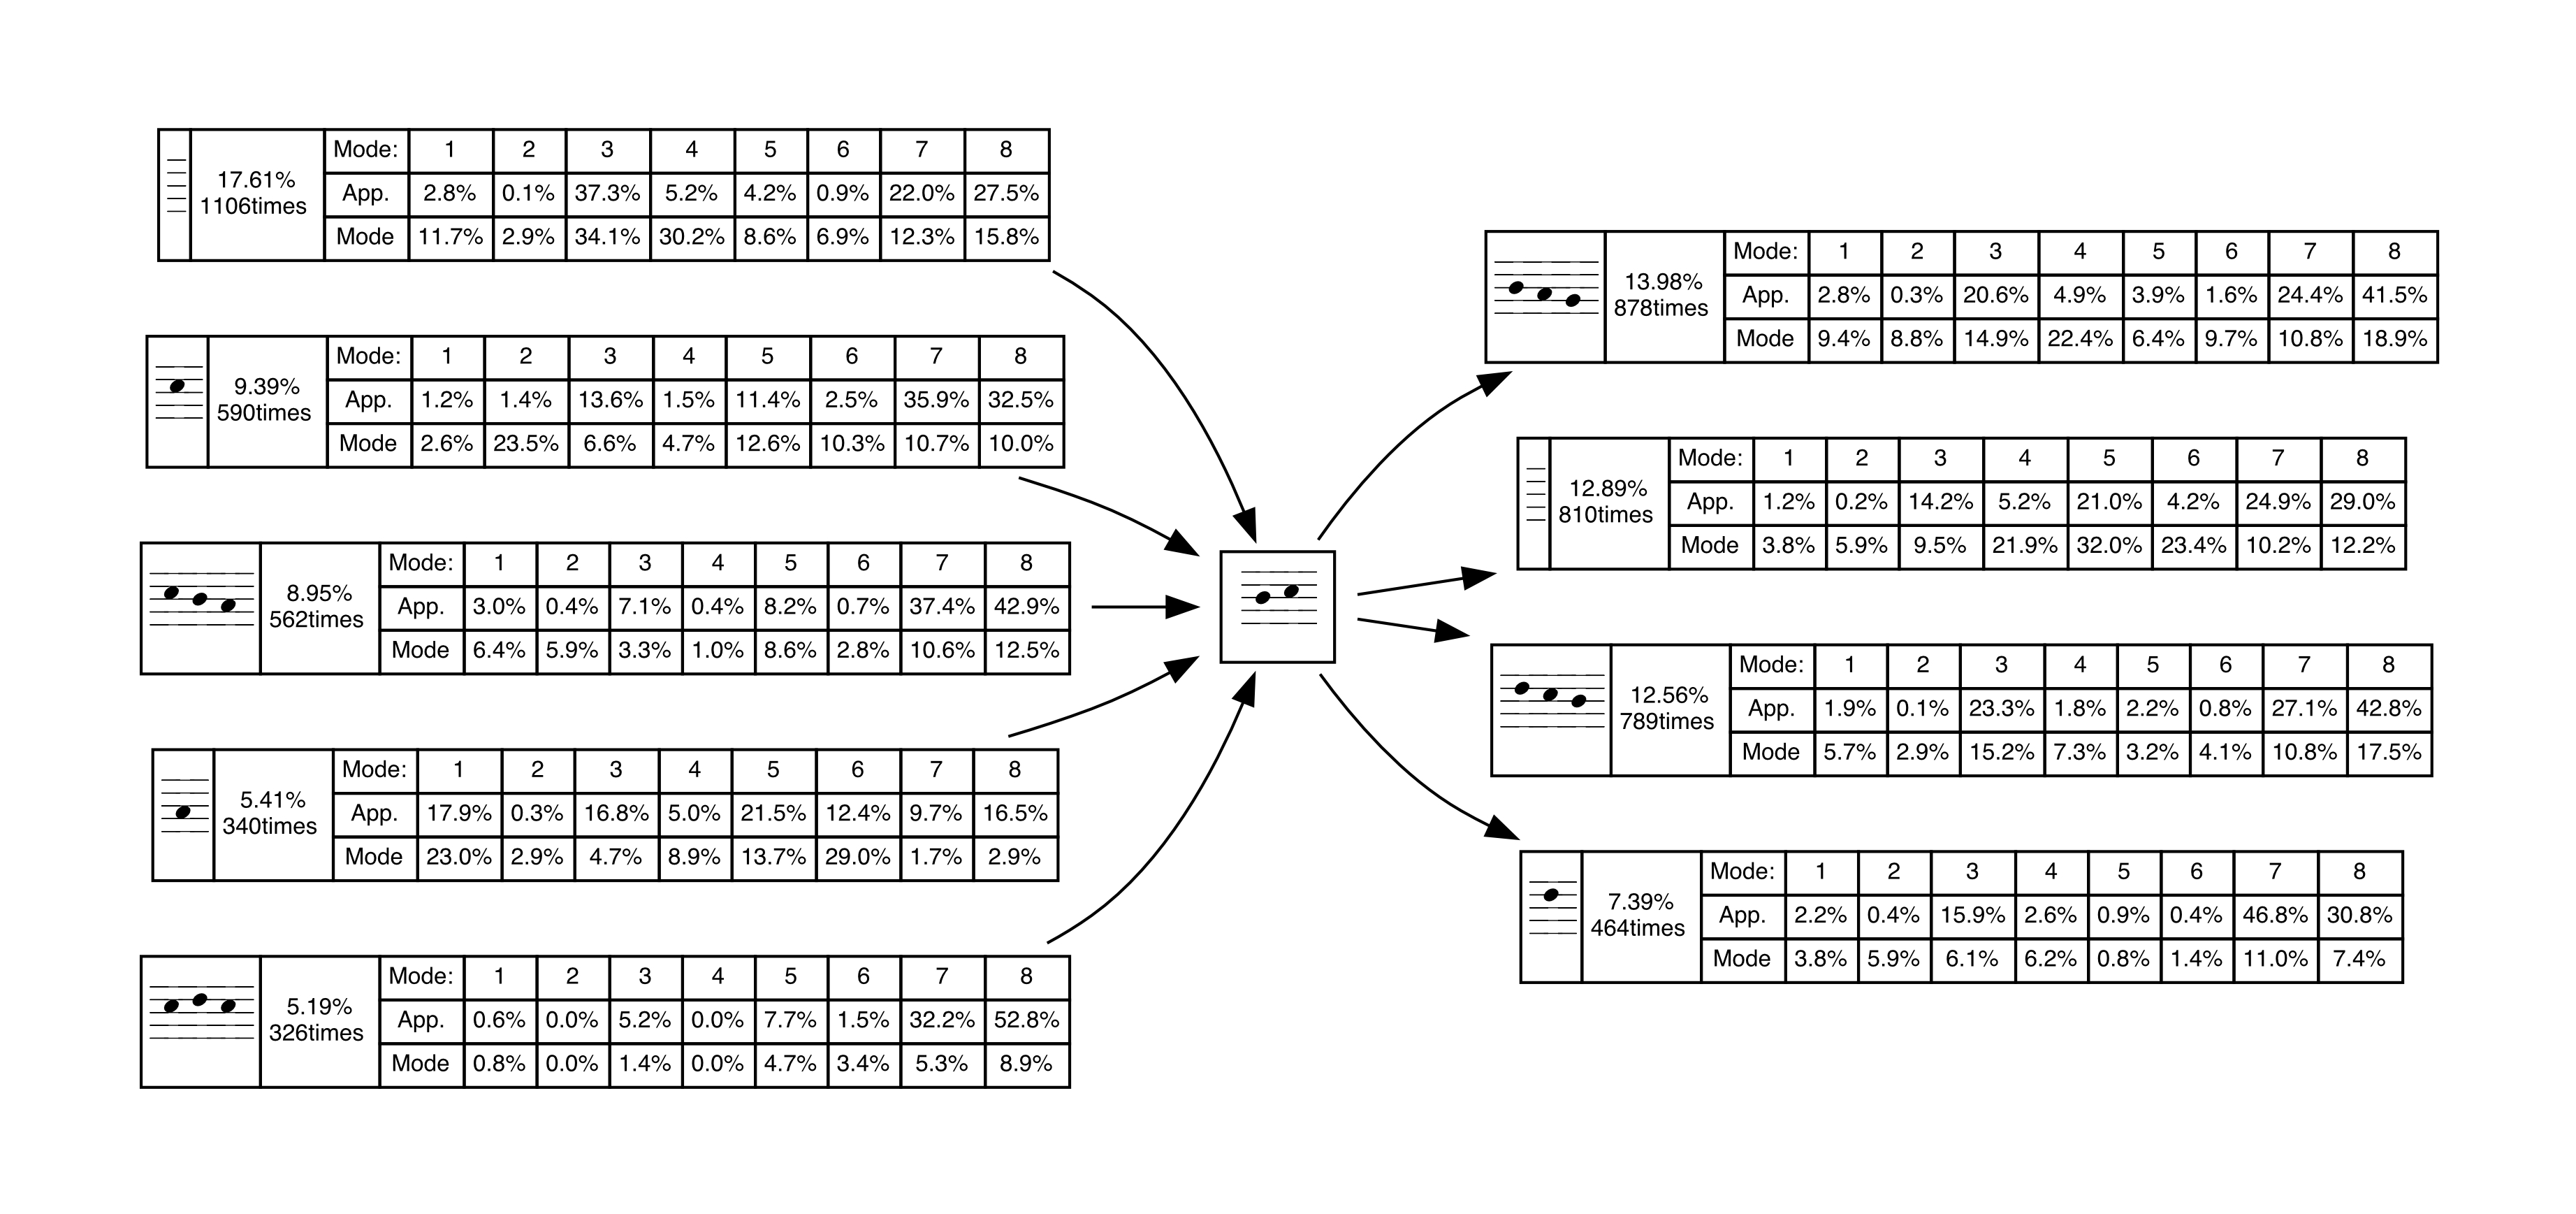 17.61%
1106times
Mode: 1 2 3 4 5 6 7 8
App. 2.8% 0.1% 37.3% 5.2% 4.2% 0.9% 22.0% 27.5%
Mode 11.7% 2.9% 34.1% 30.2% 8.6% 6.9% 12.3% 15.8%
9.39%
590times
Mode: 1 2 3 4 5 6 7 8
App. 1.2% 1.4% 13.6% 1.5% 11.4% 2.5% 35.9% 32.5%
Mode 2.6% 23.5% 6.6% 4.7% 12.6% 10.3% 10.7% 10.0%
8.95%
562times
Mode: 1 2 3 4 5 6 7 8
App. 3.0% 0.4% 7.1% 0.4% 8.2% 0.7% 37.4% 42.9%
Mode 6.4% 5.9% 3.3% 1.0% 8.6% 2.8% 10.6% 12.5%
5.41%
340times
Mode: 1 2 3 4 5 6 7 8
App. 17.9% 0.3% 16.8% 5.0% 21.5% 12.4% 9.7% 16.5%
Mode 23.0% 2.9% 4.7% 8.9% 13.7% 29.0% 1.7% 2.9%
5.19%
326times
Mode: 1 2 3 4 5 6 7 8
App. 0.6% 0.0% 5.2% 0.0% 7.7% 1.5% 32.2% 52.8%
Mode 0.8% 0.0% 1.4% 0.0% 4.7% 3.4% 5.3% 8.9%
13.98%
878times
Mode: 1 2 3 4 5 6 7 8
App. 2.8% 0.3% 20.6% 4.9% 3.9% 1.6% 24.4% 41.5%
Mode 9.4% 8.8% 14.9% 22.4% 6.4% 9.7% 10.8% 18.9%
12.89%
810times
Mode: 1 2 3 4 5 6 7 8
App. 1.2% 0.2% 14.2% 5.2% 21.0% 4.2% 24.9% 29.0%
Mode 3.8% 5.9% 9.5% 21.9% 32.0% 23.4% 10.2% 12.2%
12.56%
789times
Mode: 1 2 3 4 5 6 7 8
App. 1.9% 0.1% 23.3% 1.8% 2.2% 0.8% 27.1% 42.8%
Mode 5.7% 2.9% 15.2% 7.3% 3.2% 4.1% 10.8% 17.5%
7.39%
464times
Mode: 1 2 3 4 5 6 7 8
App. 2.2% 0.4% 15.9% 2.6% 0.9% 0.4% 46.8% 30.8%
Mode 3.8% 5.9% 6.1% 6.2% 0.8% 1.4% 11.0% 7.4%